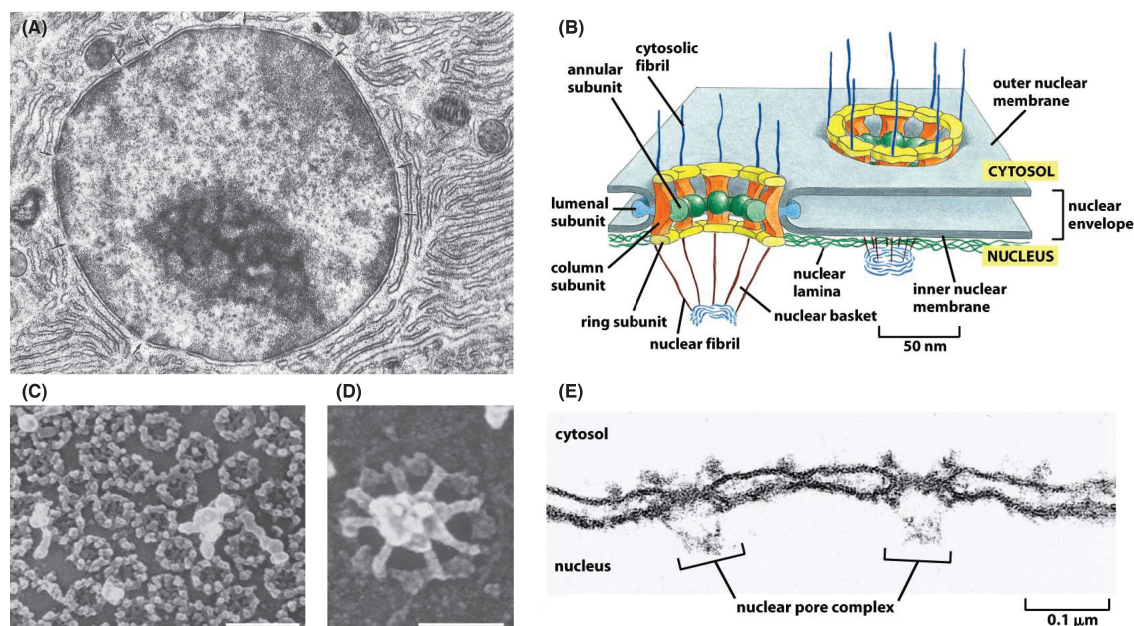 (A)
(B)
cytosolic
fibril
annular
subunit
outer nuclear
membrane
CYTOSOL
lumenal
subunit
nuclear
envelope
NUCLEUS
column
subunit
nuclear
lamina
inner nuclear
membrane
ring subunit
nuclear basket
nuclear fibril
50 nm
(C)
(D)
(E)
cytosol
nucleus
nuclear pore complex
0.1 μm